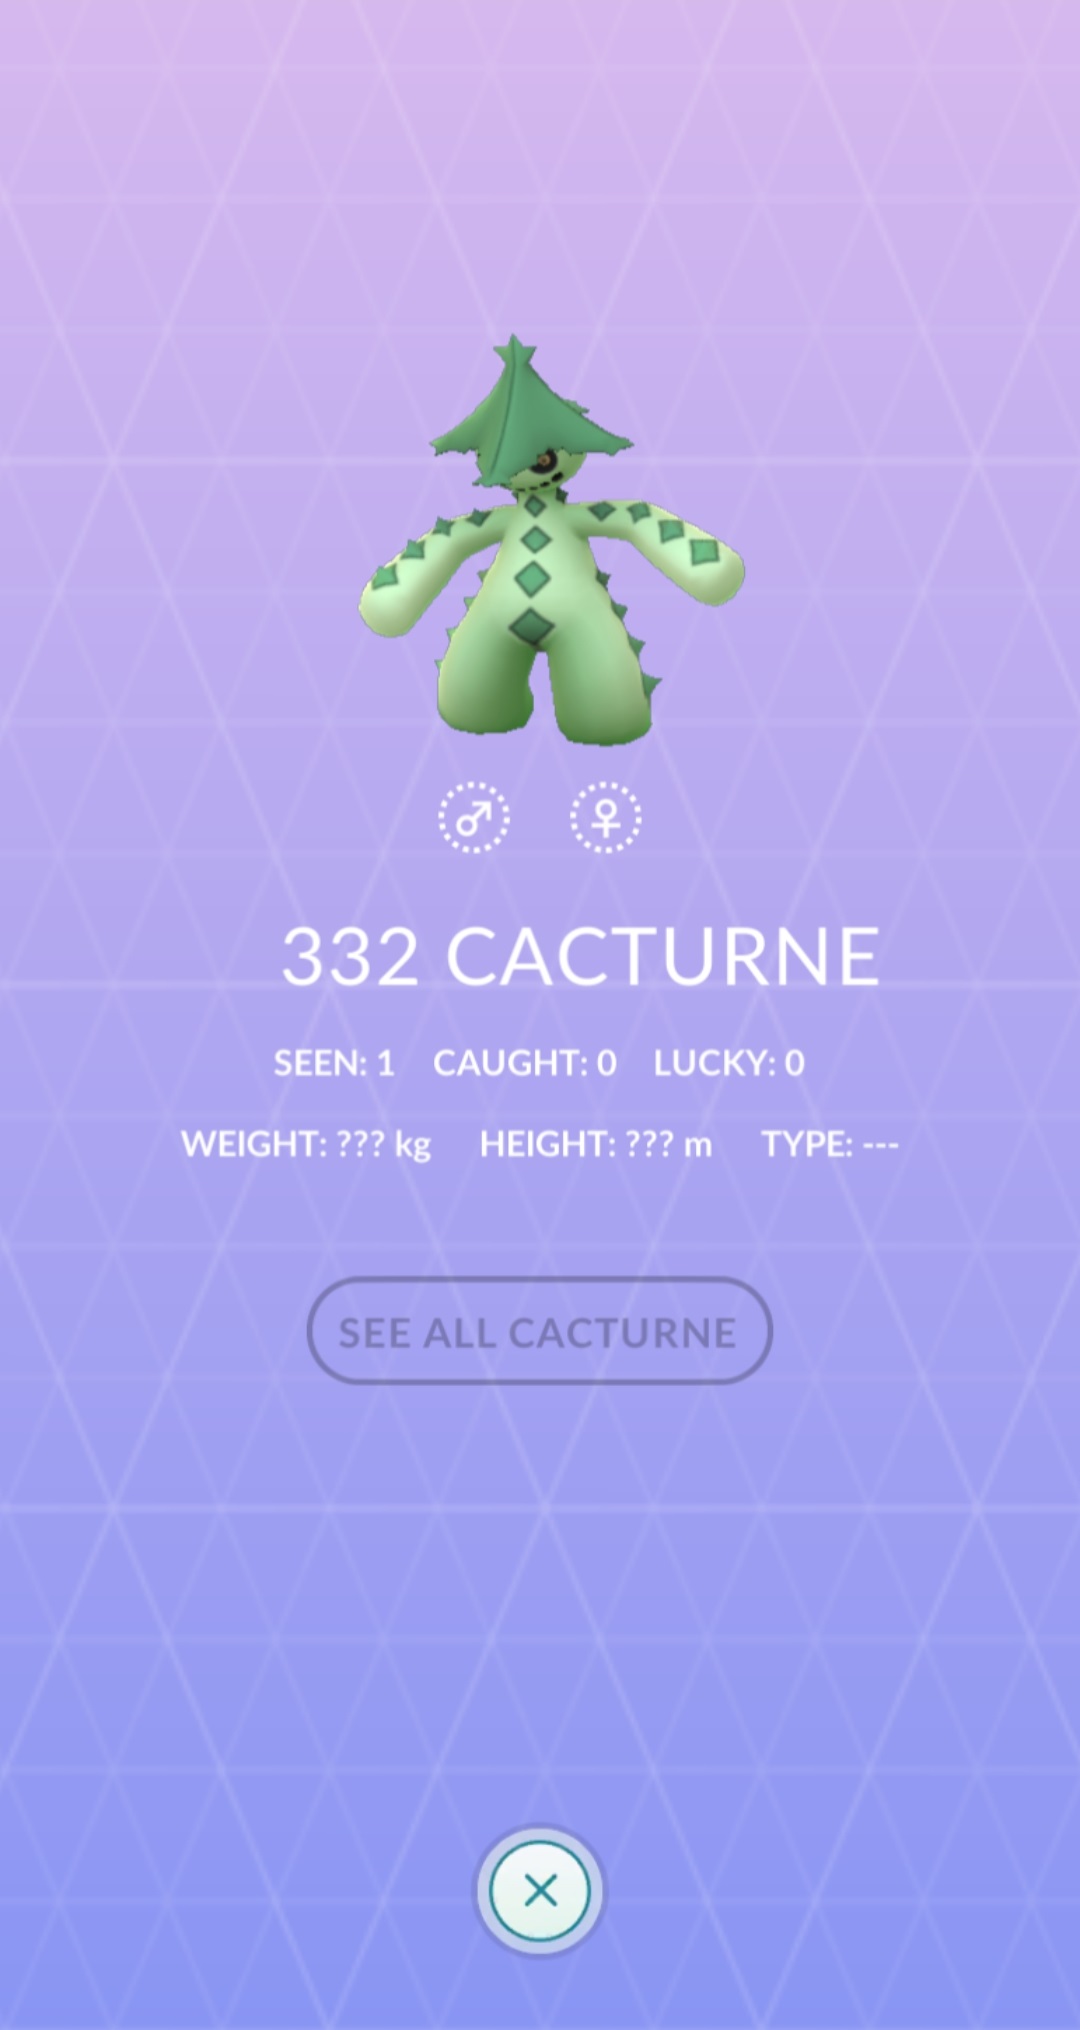 332 CACTURNE
SEEN: 1 CAUGHT: 0 LUCKY: 0
WEIGHT: ??? kg HEIGHT: ??? m TYPE: ---
SEE ALL CACTURNE